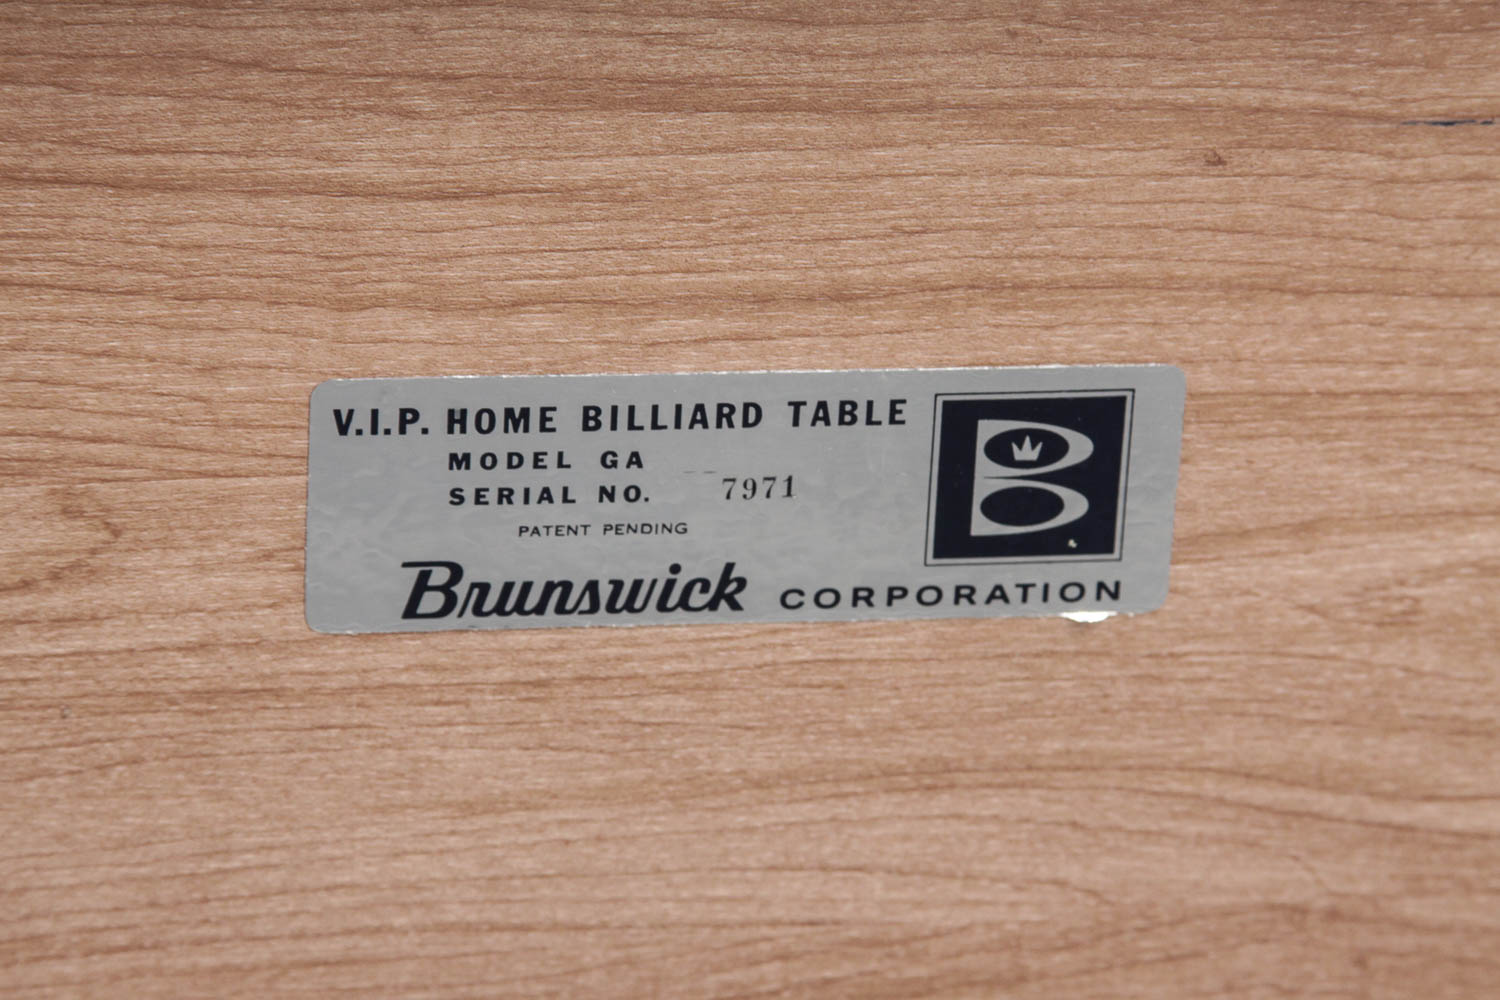 V.I.P. HOME BILLIARD TABLE
MODEL GA
SERIAL NO. 7971
PATENT PENDING
Brunswick CORPORATION
B